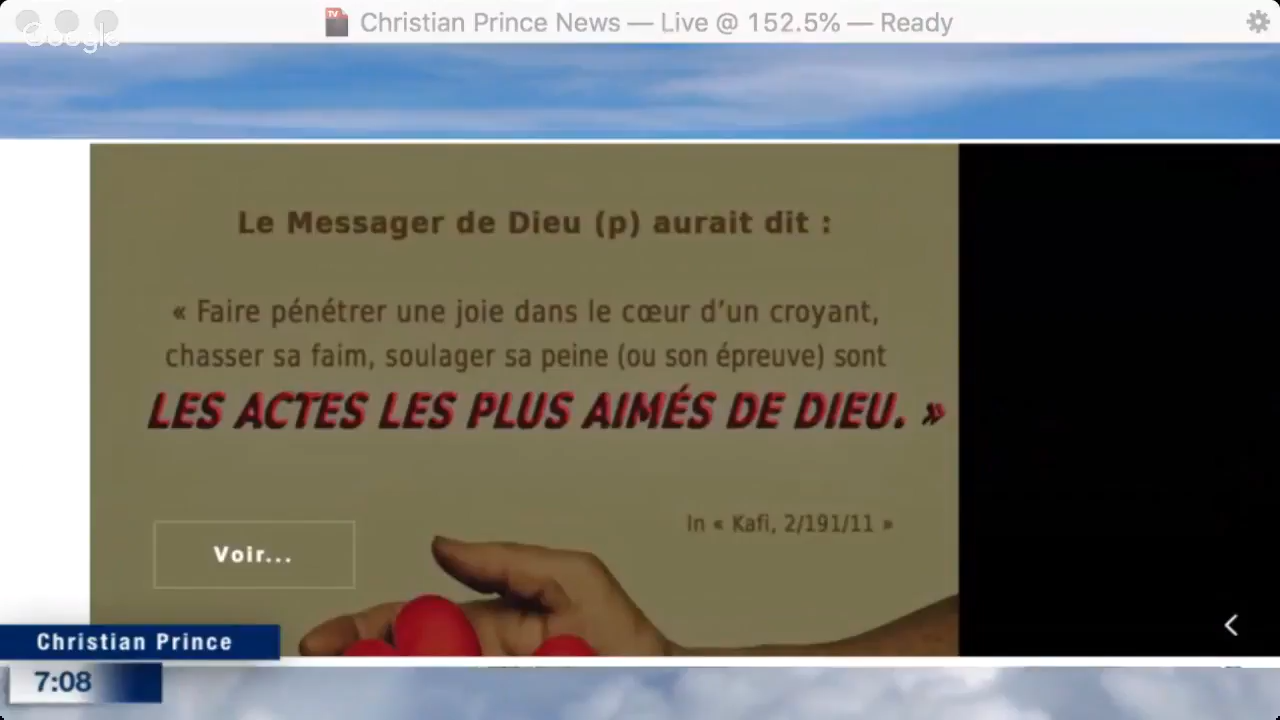 Christian Prince News — Live @ 152.5% — Ready
Google
Le Messager de Dieu (p) aurait dit :
« Faire pénétrer une joie dans le cœur d’un croyant,
chasser sa faim, soulager sa peine (ou son épreuve) sont
LES ACTES LES PLUS AIMÉS DE DIEU. »
In « Kafi, 2/191/11 »
Voir...
Christian Prince
7:08